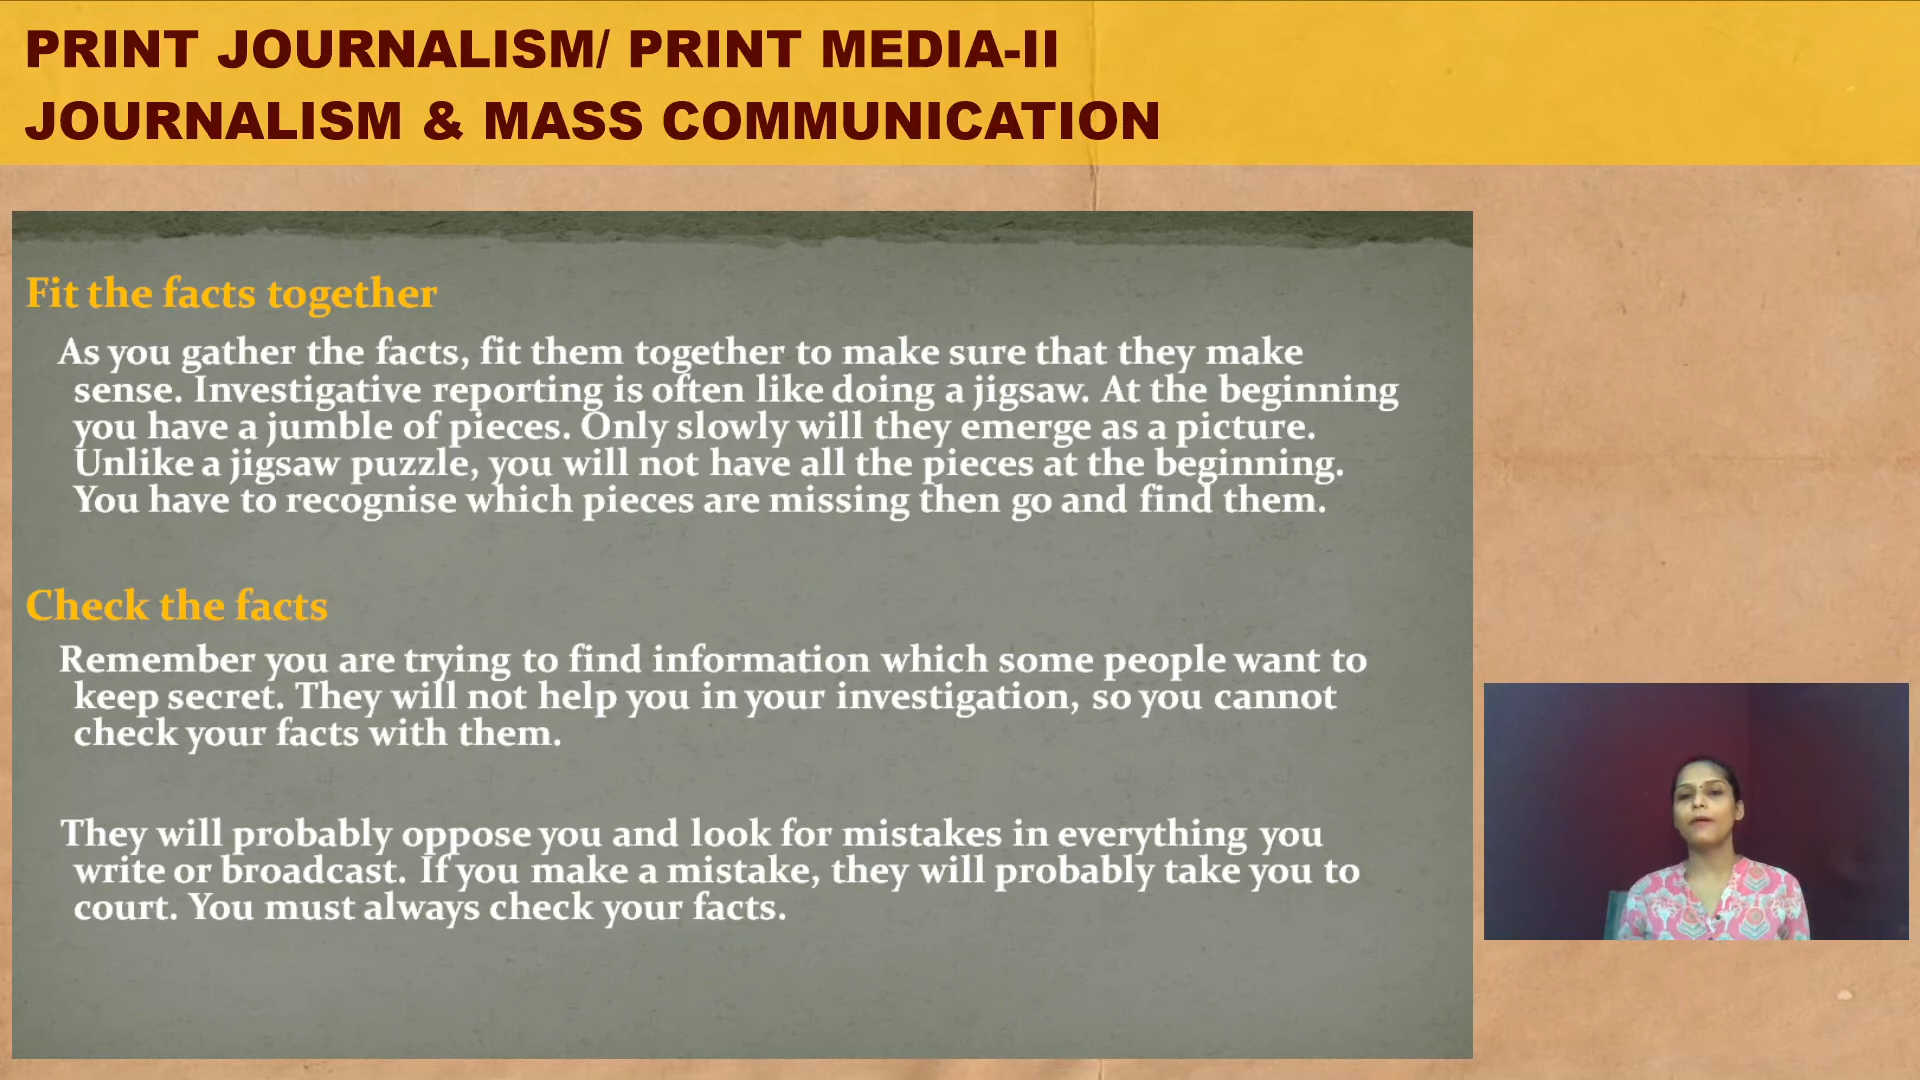 PRINT JOURNALISM/ PRINT MEDIA-II
JOURNALISM & MASS COMMUNICATION
Fit the facts together
As you gather the facts, fit them together to make sure that they make
sense. Investigative reporting is often like doing a jigsaw. At the beginning
you have a jumble of pieces. Only slowly will they emerge as a picture.
Unlike a jigsaw puzzle, you will not have all the pieces at the beginning.
You have to recognise which pieces are missing then go and find them.
Check the facts
Remember you are trying to find information which some people want to
keep secret. They will not help you in your investigation, so you cannot
check your facts with them.
They will probably oppose you and look for mistakes in everything you
write or broadcast. If you make a mistake, they will probably take you to
court. You must always check your facts.